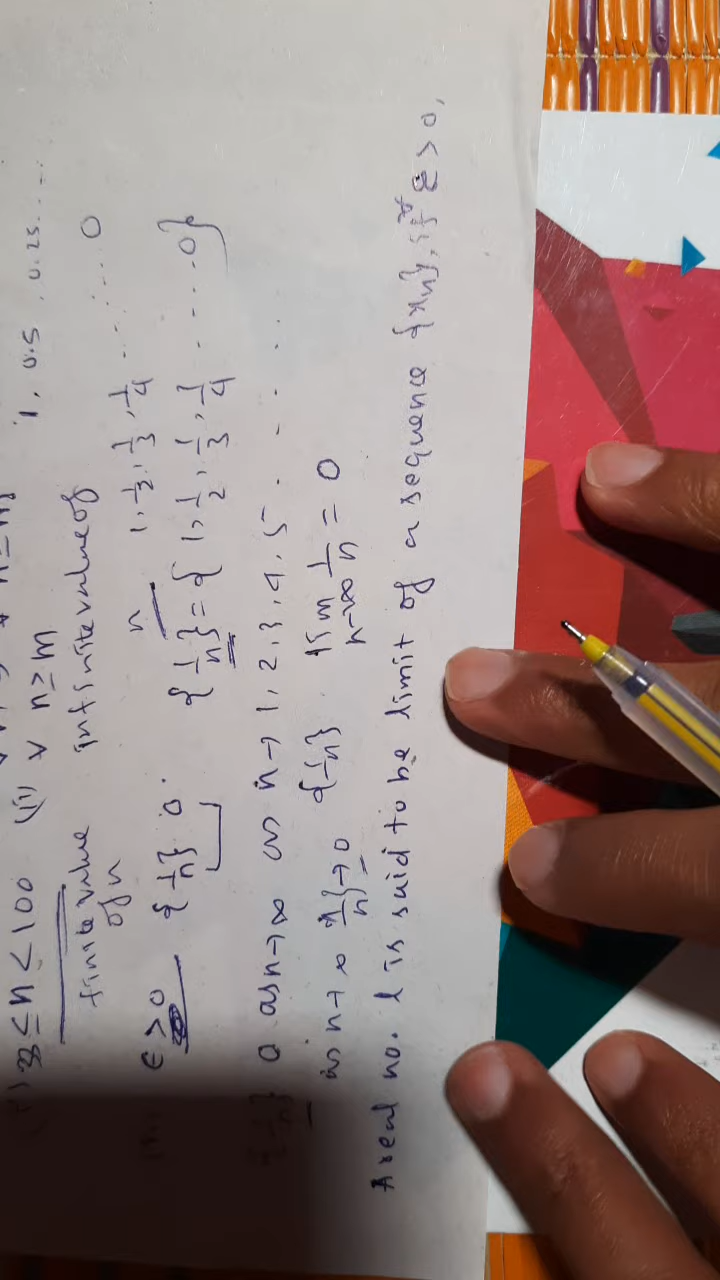 1, 0.5, 0.25 ....
3 ≤ n ≤ 100 (ii) ∀ n ≥ m
finite value infinite value of 0
of n
n 1, 1/2, 1/3, 1/4 ......
ε > 0 {1/n} 0. {1/n} = {1, 1/2, 1/3, 1/4 ..... 0}
0 as n → ∞ as n → 1, 2, 3, 4, 5 . . . . .
as n → ∞ {1/n} → 0 {1/n}. lim n→∞ 1/n = 0
A real no. l is said to be limit of a sequence {xn}, if ε > 0,